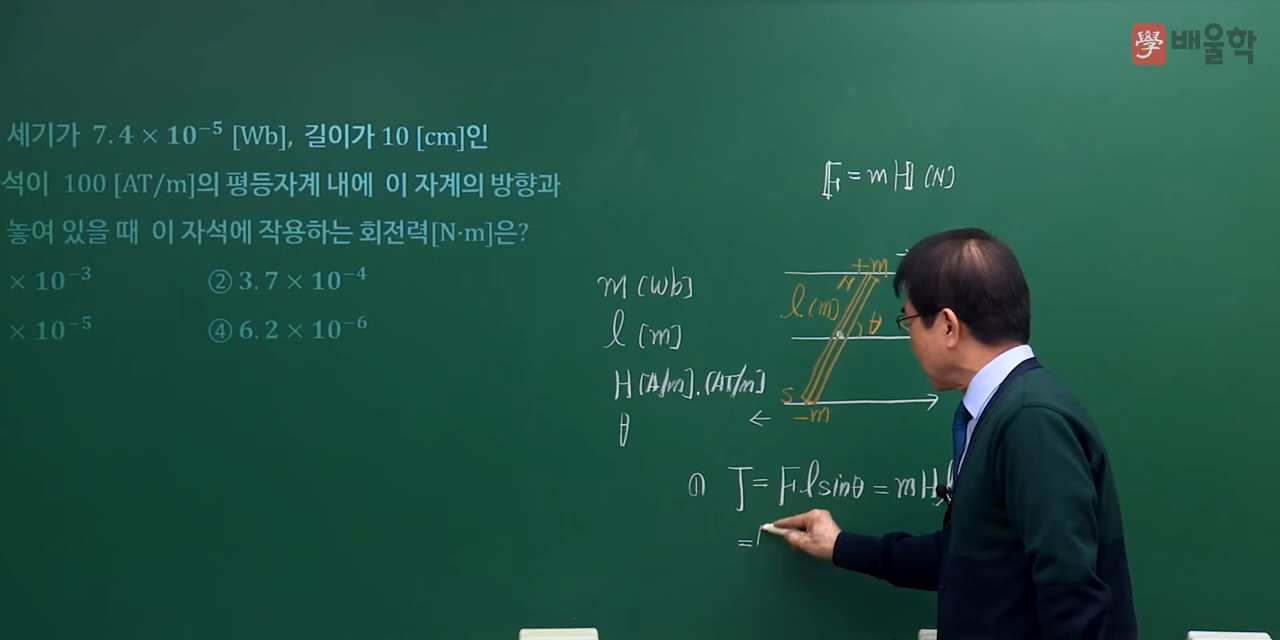 學 배울학
세기가 7.4 × 10⁻⁵ [Wb], 길이가 10 [cm]인
석이 100 [AT/m]의 평등자계 내에 이 자계의 방향과
놓여 있을 때 이 자석에 작용하는 회전력[N·m]은?
× 10⁻³ ② 3.7 × 10⁻⁴
× 10⁻⁵ ④ 6.2 × 10⁻⁶
F = mH [N]
m [Wb]
l [m]
H [A/m], [AT/m]
θ
+m
N
l [m]
θ
S
-m
① T = Fl sinθ = mHl
=